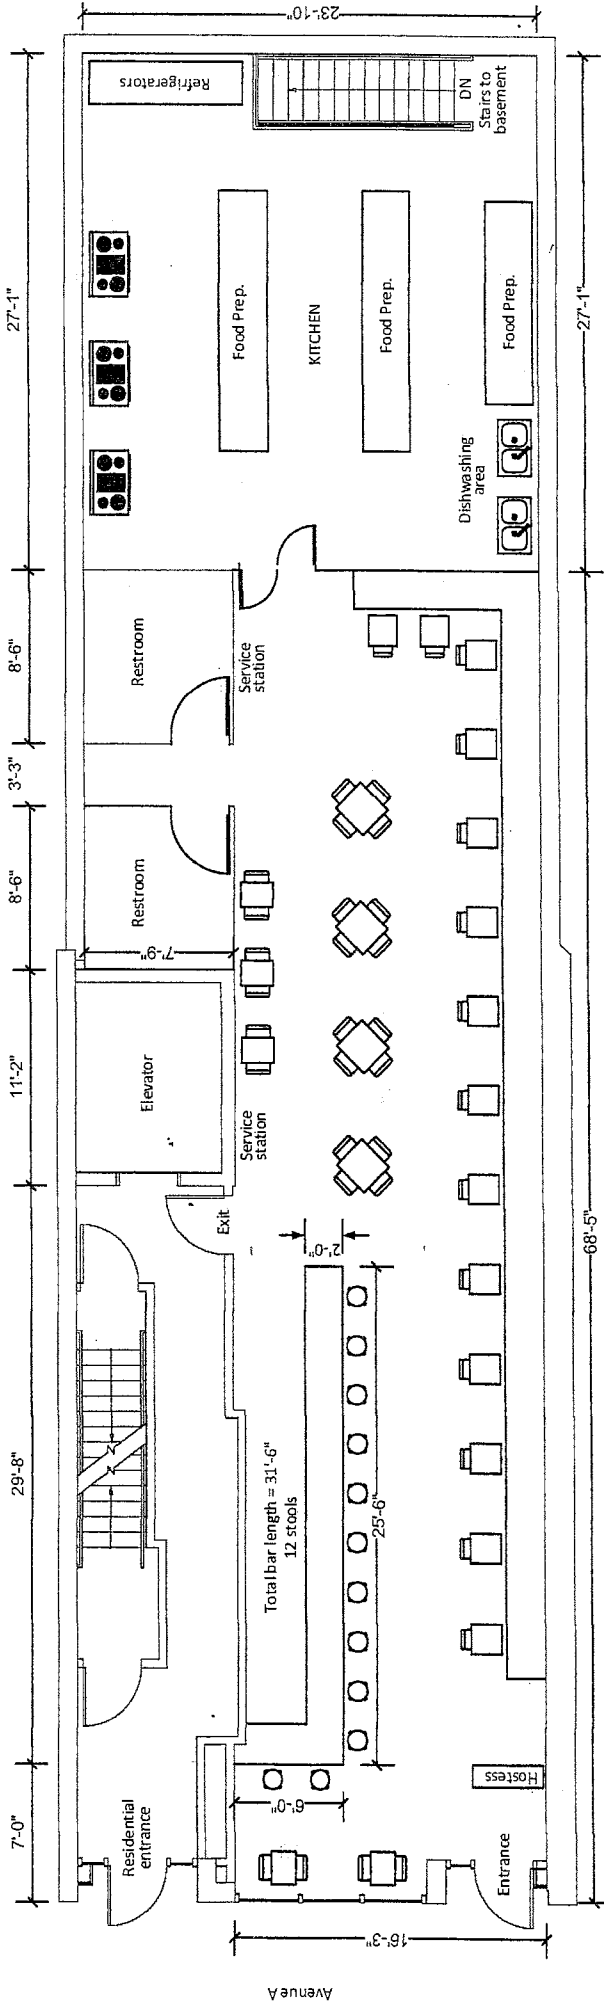 23'-10"
27'-1"
Refrigerators
DN
Stairs to
basement
27'-1"
Food Prep.
KITCHEN
Food Prep.
Food Prep.
Dishwashing
area
8'-6"
Restroom
Service
station
3'-3"
8'-6"
Restroom
7'-9"
11'-2"
Elevator
Service
station
Exit
2'-0"
68'-5"
29'-8"
Total bar length = 31'-6"
12 stools
25'-6"
N
N
7'-0"
Residential
entrance
6'-0"
Hostess
Entrance
16'-3"
Avenue A